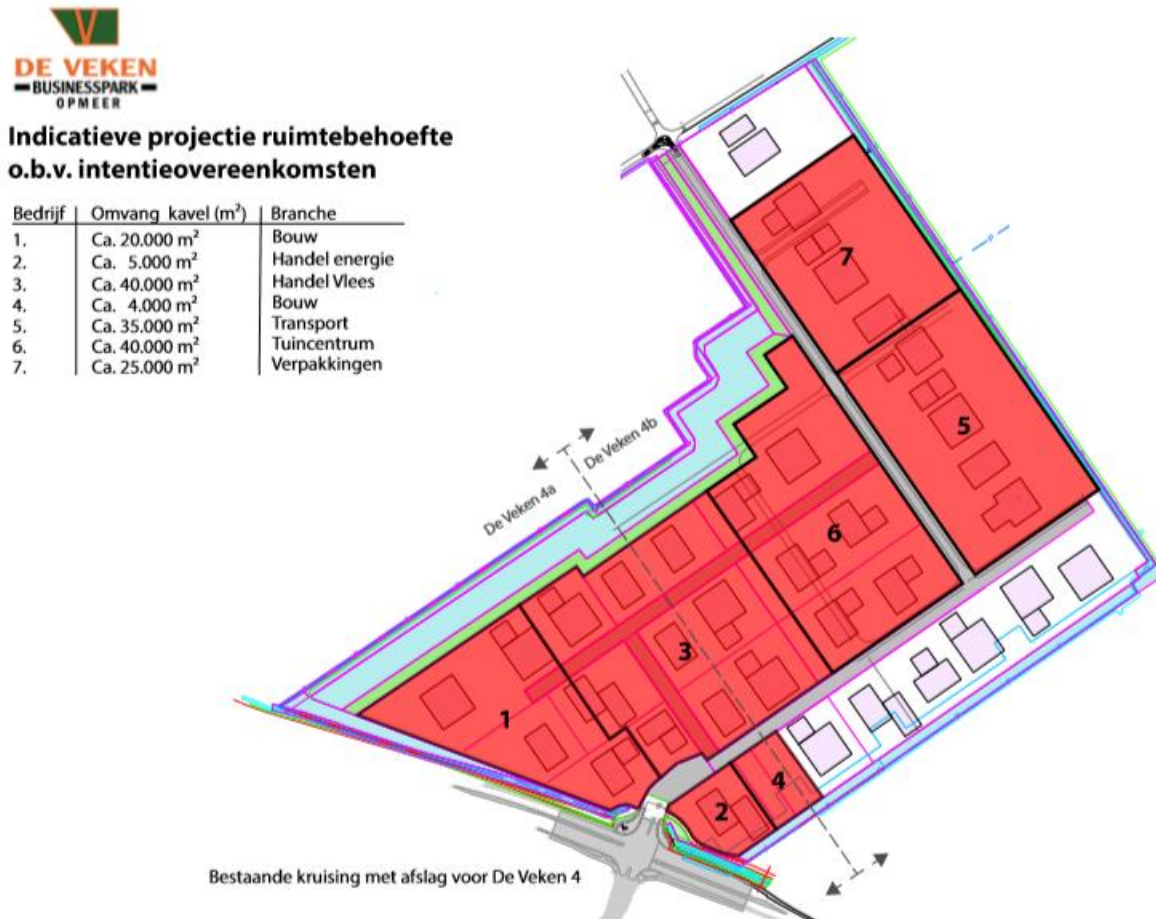 DE VEKEN
BUSINESSPARK
OPMEER
Indicatieve projectie ruimtebehoefte
o.b.v. intentieovereenkomsten
Bedrijf Omvang kavel (m²) Branche
1. Ca. 20.000 m² Bouw
2. Ca. 5.000 m² Handel energie
3. Ca. 40.000 m² Handel Vlees
4. Ca. 4.000 m² Bouw
5. Ca. 35.000 m² Transport
6. Ca. 40.000 m² Tuincentrum
7. Ca. 25.000 m² Verpakkingen
7
5
De Veken 4b
De Veken 4a
6
3
1
4
2
Bestaande kruising met afslag voor De Veken 4